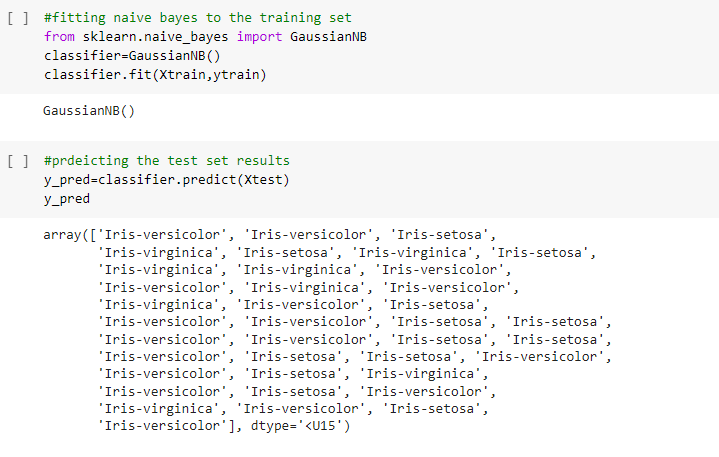 [ ] #fitting naive bayes to the training set
from sklearn.naive_bayes import GaussianNB
classifier=GaussianNB()
classifier.fit(Xtrain,ytrain)
GaussianNB()
[ ] #prdeicting the test set results
y_pred=classifier.predict(Xtest)
y_pred
array(['Iris-versicolor', 'Iris-versicolor', 'Iris-setosa',
'Iris-virginica', 'Iris-setosa', 'Iris-virginica', 'Iris-setosa',
'Iris-virginica', 'Iris-virginica', 'Iris-versicolor',
'Iris-versicolor', 'Iris-virginica', 'Iris-versicolor',
'Iris-virginica', 'Iris-versicolor', 'Iris-setosa',
'Iris-versicolor', 'Iris-versicolor', 'Iris-setosa', 'Iris-setosa',
'Iris-versicolor', 'Iris-versicolor', 'Iris-setosa', 'Iris-setosa',
'Iris-versicolor', 'Iris-setosa', 'Iris-setosa', 'Iris-versicolor',
'Iris-versicolor', 'Iris-setosa', 'Iris-virginica',
'Iris-versicolor', 'Iris-setosa', 'Iris-versicolor',
'Iris-virginica', 'Iris-versicolor', 'Iris-setosa',
'Iris-versicolor'], dtype='<U15')